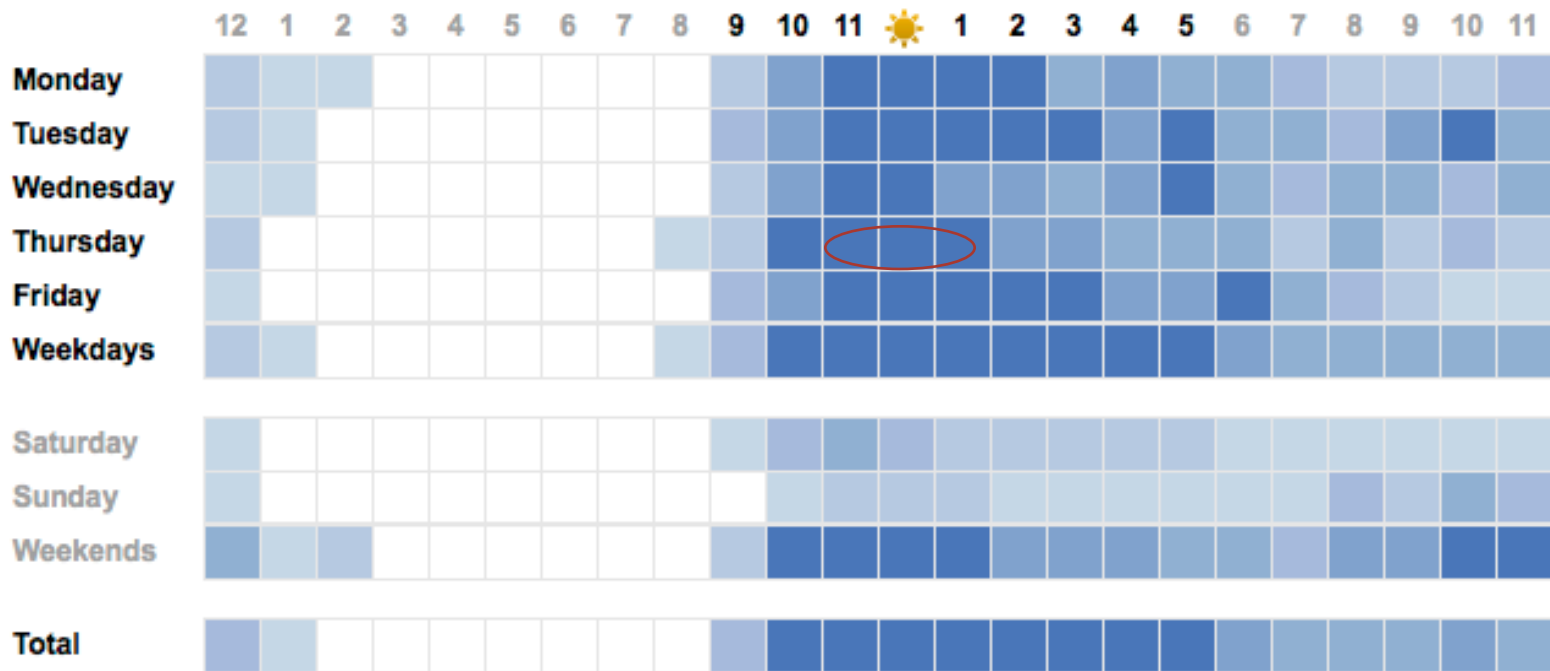 12 1 2 3 4 5 6 7 8 9 10 11 1 2 3 4 5 6 7 8 9 10 11
Monday
Tuesday
Wednesday
Thursday
Friday
Weekdays
Saturday
Sunday
Weekends
Total